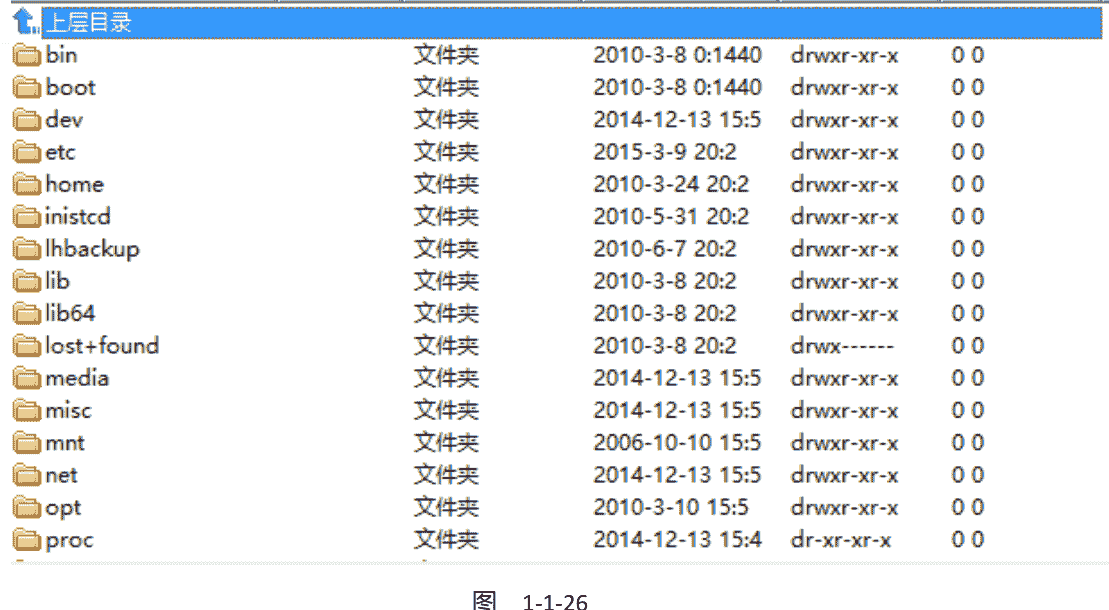 上层目录
bin 文件夹 2010-3-8 0:1440 drwxr-xr-x 0 0
boot 文件夹 2010-3-8 0:1440 drwxr-xr-x 0 0
dev 文件夹 2014-12-13 15:5 drwxr-xr-x 0 0
etc 文件夹 2015-3-9 20:2 drwxr-xr-x 0 0
home 文件夹 2010-3-24 20:2 drwxr-xr-x 0 0
inistcd 文件夹 2010-5-31 20:2 drwxr-xr-x 0 0
lhbackup 文件夹 2010-6-7 20:2 drwxr-xr-x 0 0
lib 文件夹 2010-3-8 20:2 drwxr-xr-x 0 0
lib64 文件夹 2010-3-8 20:2 drwxr-xr-x 0 0
lost+found 文件夹 2010-3-8 20:2 drwx------ 0 0
media 文件夹 2014-12-13 15:5 drwxr-xr-x 0 0
misc 文件夹 2014-12-13 15:5 drwxr-xr-x 0 0
mnt 文件夹 2006-10-10 15:5 drwxr-xr-x 0 0
net 文件夹 2014-12-13 15:5 drwxr-xr-x 0 0
opt 文件夹 2010-3-10 15:5 drwxr-xr-x 0 0
proc 文件夹 2014-12-13 15:4 dr-xr-xr-x 0 0
图 1-1-26